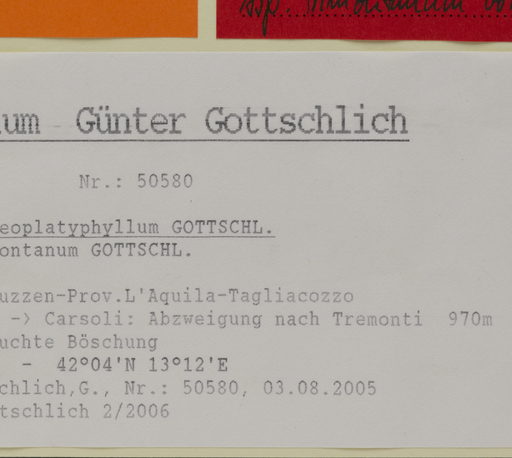 ssp.
um - Günter Gottschlich
Nr.: 50580
eoplatyphyllum GOTTSCHL.
ontanum GOTTSCHL.
uzzen-Prov.L'Aquila-Tagliacozzo
-> Carsoli: Abzweigung nach Tremonti 970m
uchte Böschung
- 42°04'N 13°12'E
chlich,G., Nr.: 50580, 03.08.2005
tschlich 2/2006